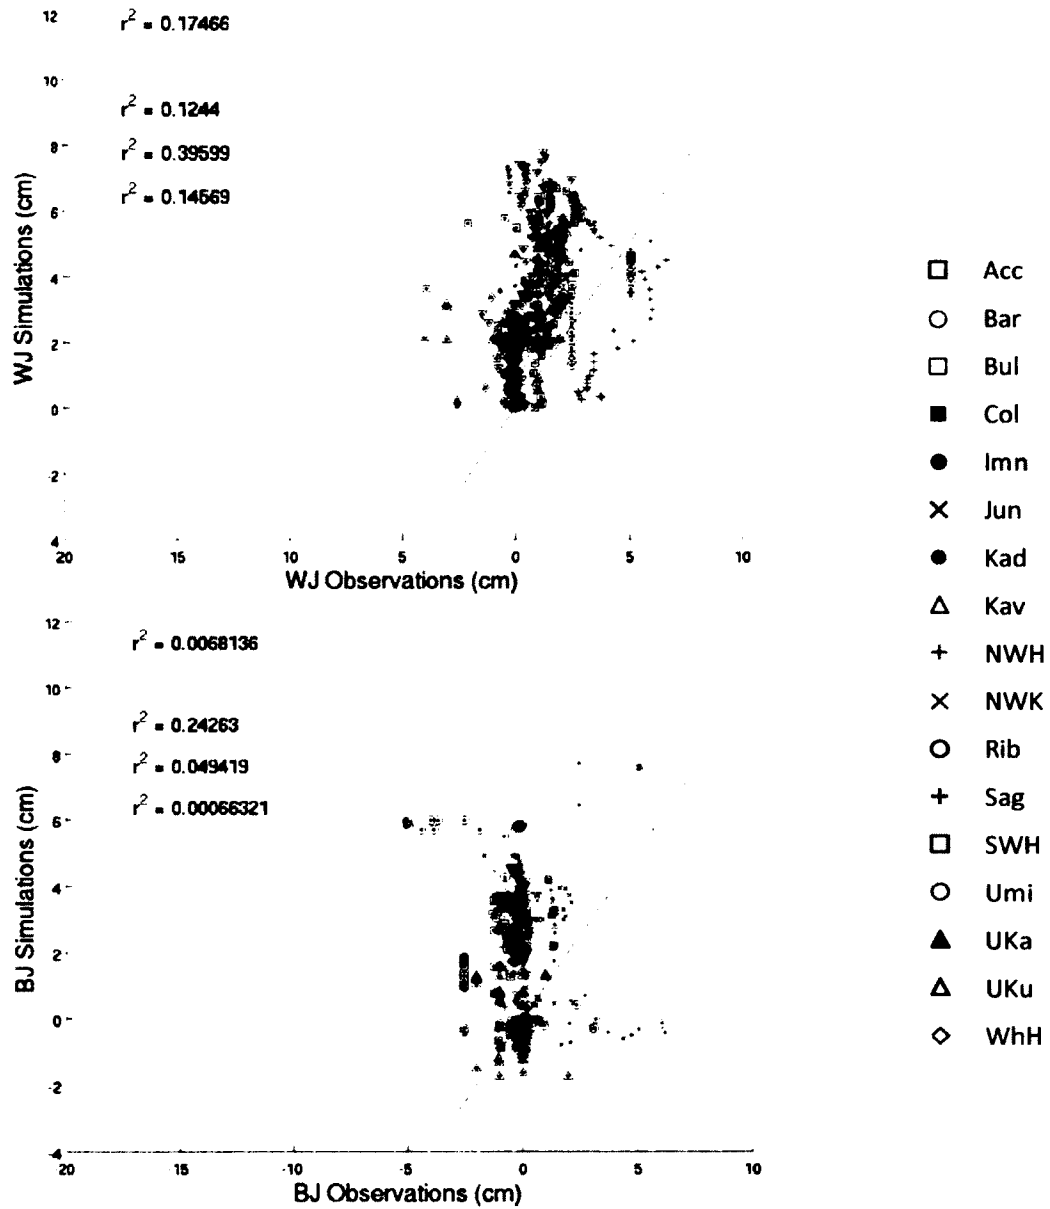 12
r² = 0.17466
10
r² = 0.1244
8
r² = 0.39599
r² = 0.14569
6
4
2
0
2
4
WJ Simulations (cm)
20 15 10 5 0 5 10
WJ Observations (cm)
12
r² = 0.0068136
10
r² = 0.24263
8
r² = 0.049419
r² = 0.00066321
6
4
2
0
-2
-4
BJ Simulations (cm)
20 15 -10 -5 0 5 10
BJ Observations (cm)
Acc
Bar
Bul
Col
Imn
Jun
Kad
Kav
NWH
NWK
Rib
Sag
SWH
Umi
UKa
UKu
WhH